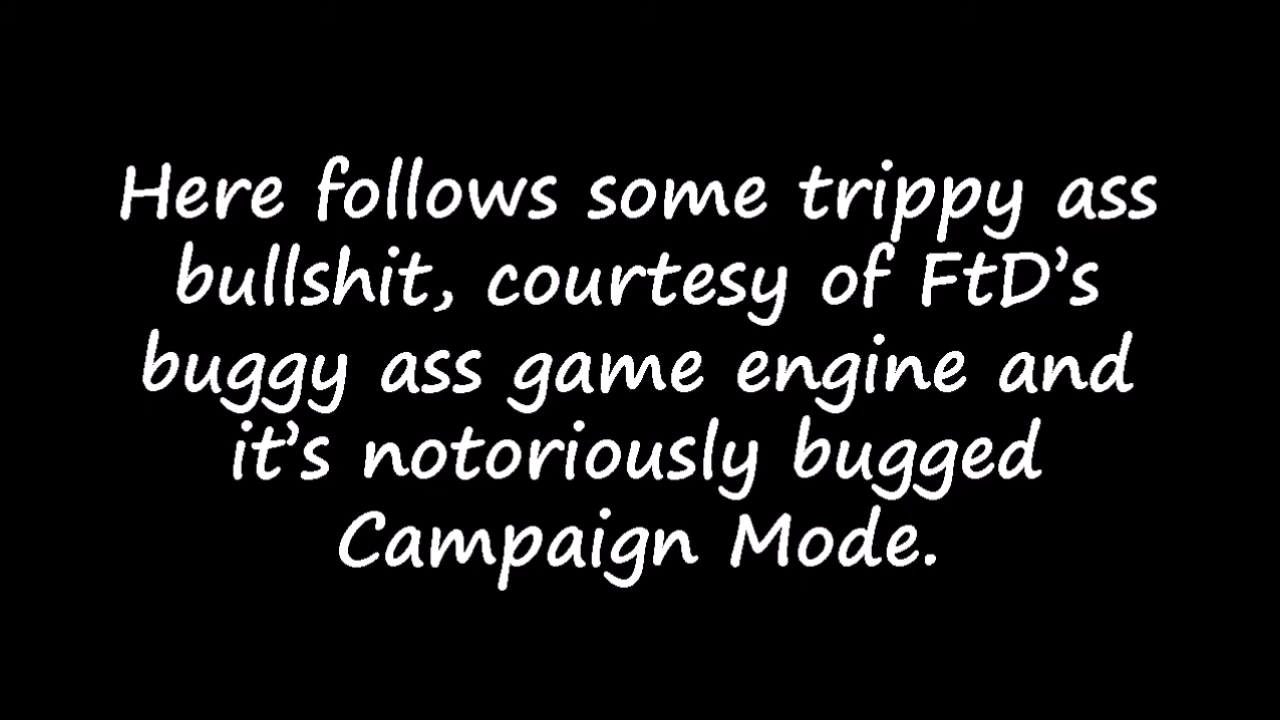 Here follows some trippy ass
bullshit, courtesy of FtD’s
buggy ass game engine and
it’s notoriously bugged
Campaign Mode.